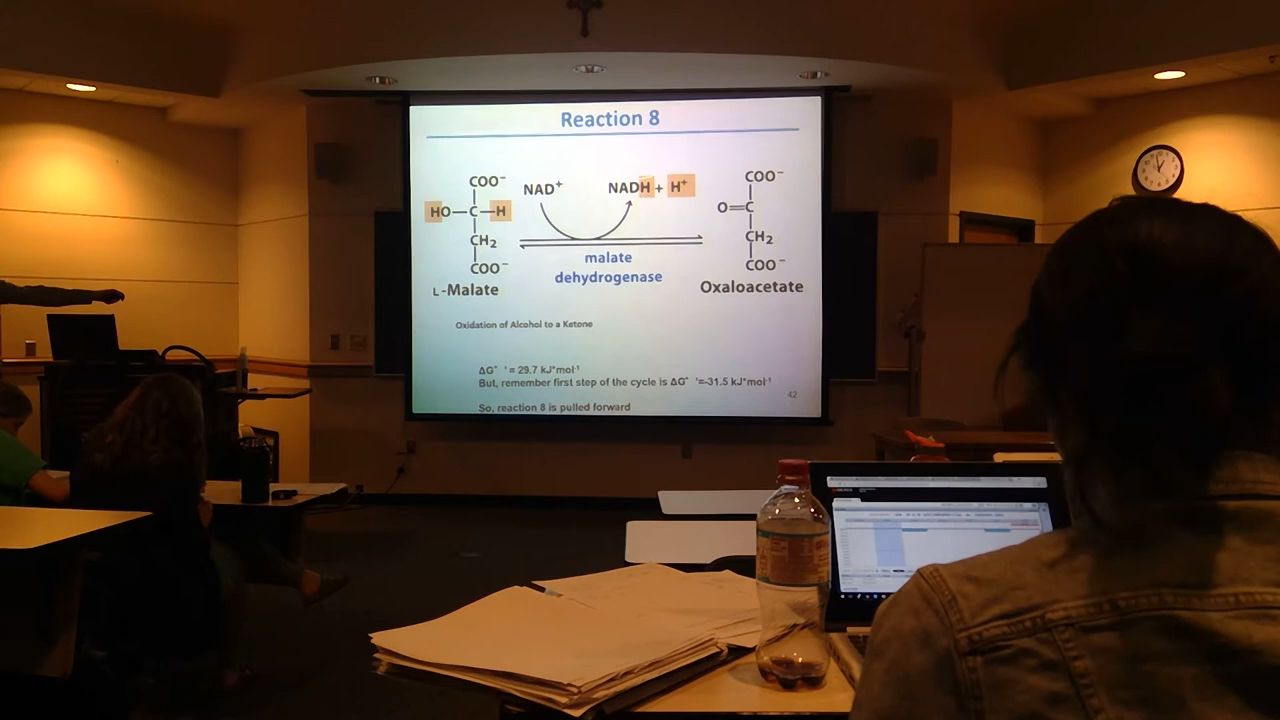 Reaction 8
COO⁻
HO—C—H
CH₂
COO⁻
L-Malate
NAD⁺
NADH + H⁺
malate
dehydrogenase
COO⁻
O=C
CH₂
COO⁻
Oxaloacetate
Oxidation of Alcohol to a Ketone
ΔG° ' = 29.7 kJ*mol⁻¹
But, remember first step of the cycle is ΔG° '=-31.5 kJ*mol⁻¹
So, reaction 8 is pulled forward
42